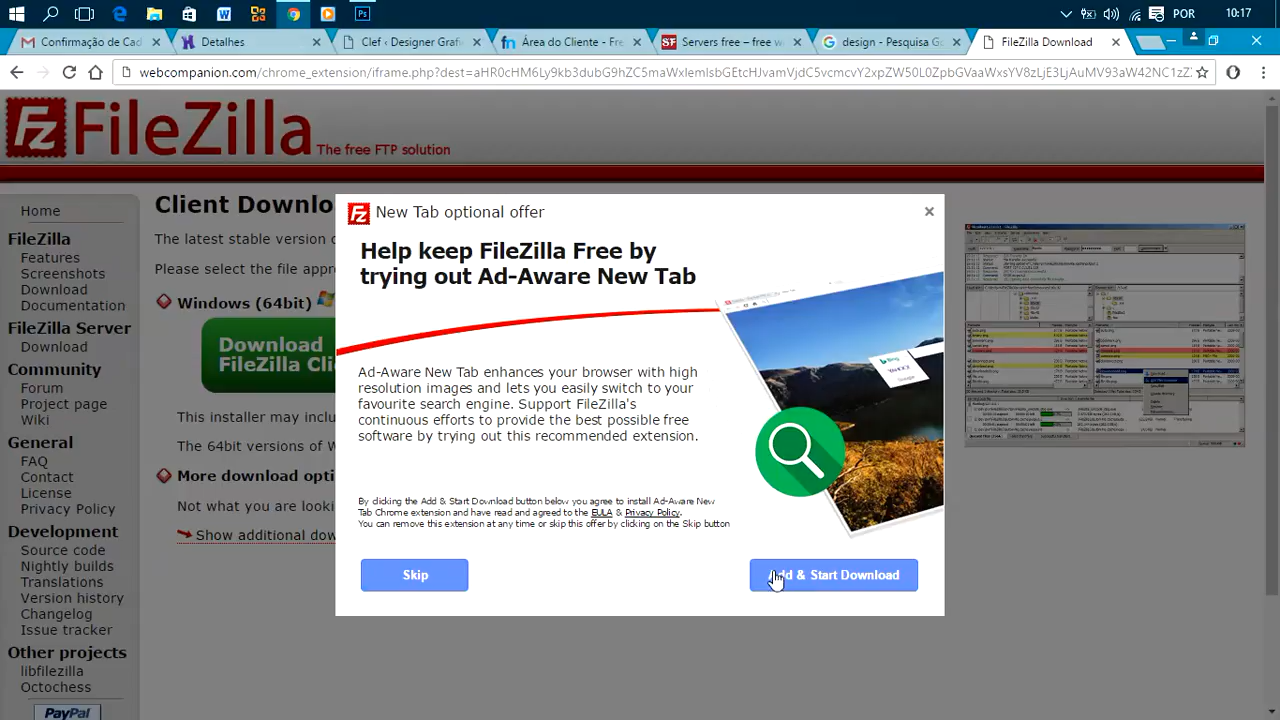 POR
10:17
Confirmação de Cad
Detalhes
Clef ‹ Designer Grafi
Área do Cliente - Fre
Servers free – free w
design - Pesquisa Go
FileZilla Download
FileZilla
The free FTP solution
Home
FileZilla
Features
Screenshots
Download
Documentation
FileZilla Server
Download
Community
Forum
Project page
Wiki
General
FAQ
Contact
License
Privacy Policy
Development
Source code
Nightly builds
Translations
Version history
Changelog
Issue tracker
Other projects
libfilezilla
Octochess
PayPal
Client Downlo
The latest stable version o
Please select the file appro
Windows (64bit)
Download
FileZilla Clie
This installer may inclu
The 64bit versions of W
More download opti
Not what you are looki
Show additional dow
New Tab optional offer
Help keep FileZilla Free by
trying out Ad-Aware New Tab
Ad-Aware New Tab enhances your browser with high
resolution images and lets you easily switch to your
favourite search engine. Support FileZilla's
continuous efforts to provide the best possible free
software by trying out this recommended extension.
By clicking the Add & Start Download button below you agree to install Ad-Aware New
Tab Chrome extension and have read and agreed to the EULA & Privacy Policy.
You can remove this extension at any time or skip this offer by clicking on the Skip button
Skip
Add & Start Download
bing
YAHOO!
Google